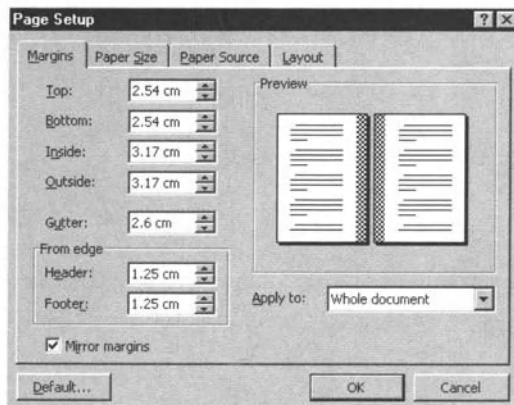 Page Setup
Margins Paper Size Paper Source Layout
Top: 2.54 cm
Bottom: 2.54 cm
Inside: 3.17 cm
Outside: 3.17 cm
Gutter: 2.6 cm
From edge
Header: 1.25 cm
Footer: 1.25 cm
Mirror margins
Preview
Apply to: Whole document
Default... OK Cancel